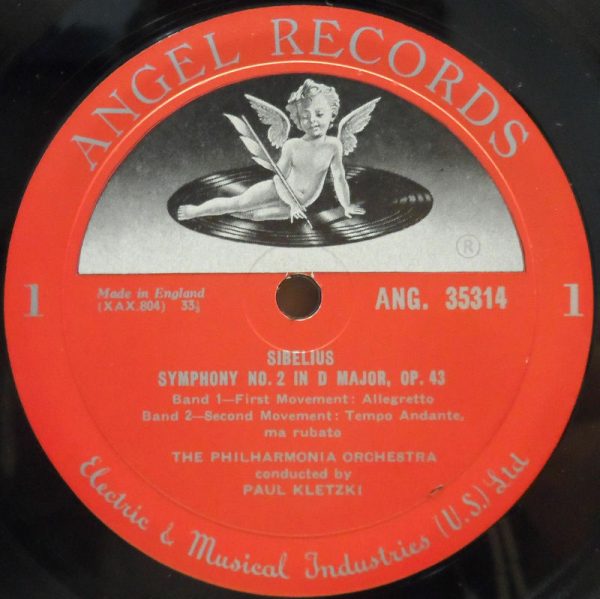 ANGEL RECORDS
®
1
1
Made in England
(XAX.804) 33⅓
ANG. 35314
SIBELIUS
SYMPHONY NO. 2 IN D MAJOR, OP. 43
Band 1—First Movement: Allegretto
Band 2—Second Movement: Tempo Andante,
ma rubato
THE PHILHARMONIA ORCHESTRA
conducted by
PAUL KLETZKI
Electric & Musical Industries (U.S.) Ltd